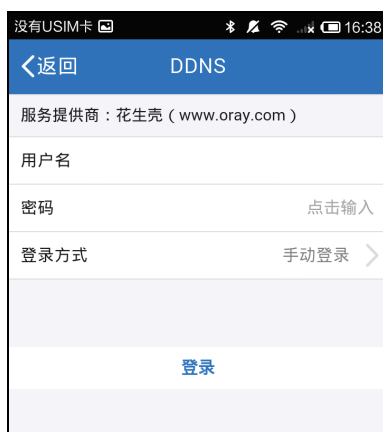 没有USIM卡 16:38
返回 DDNS
服务提供商：花生壳（www.oray.com）
用户名
密码 点击输入
登录方式 手动登录
登录